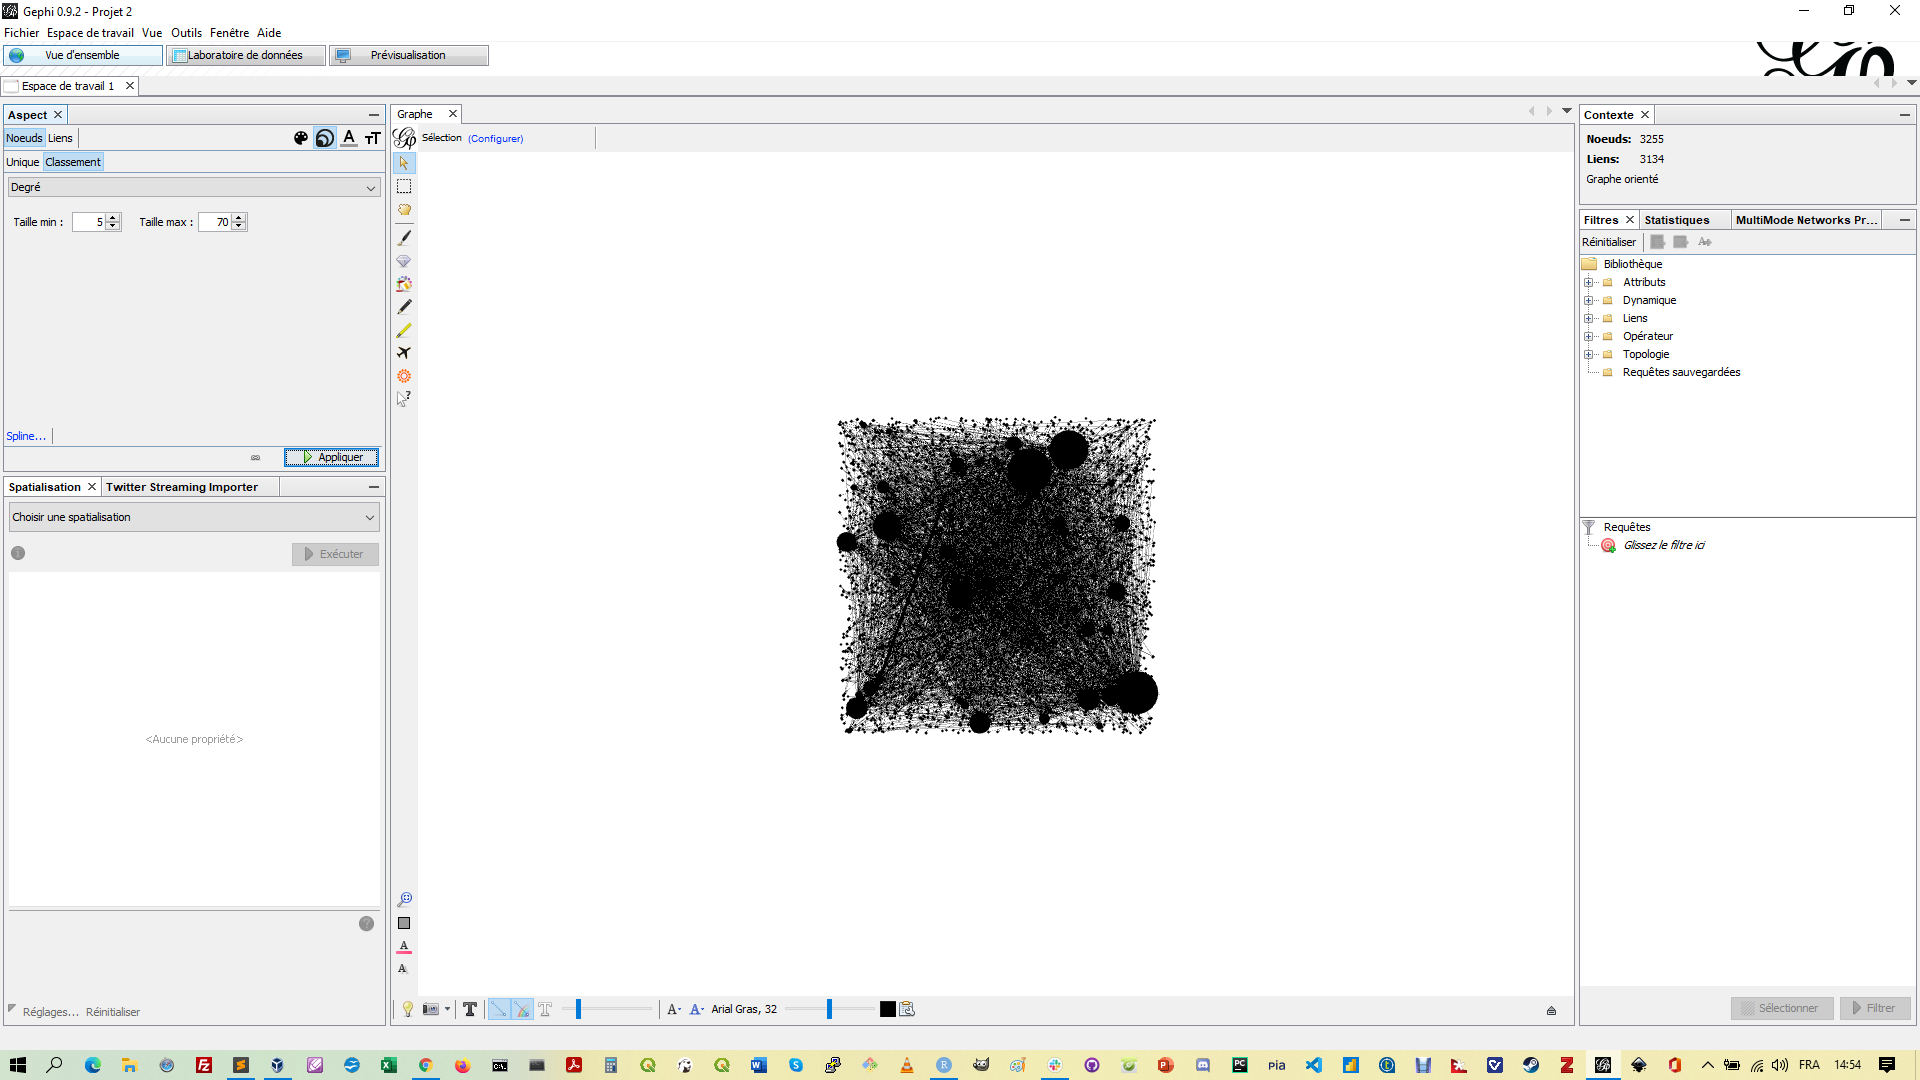 Gephi 0.9.2 - Projet 2
Fichier Espace de travail Vue Outils Fenêtre Aide
Vue d'ensemble Laboratoire de données Prévisualisation
Espace de travail 1
Aspect
Noeuds Liens
Unique Classement
Degré
Taille min : 5 Taille max : 70
Spline...
Appliquer
Spatialisation Twitter Streaming Importer
Choisir une spatialisation
Exécuter
<Aucune propriété>
Réglages... Réinitialiser
Graphe
Sélection (Configurer)
Arial Gras, 32
Contexte
Noeuds: 3255
Liens: 3134
Graphe orienté
Filtres Statistiques MultiMode Networks Pr...
Réinitialiser
Bibliothèque
Attributs
Dynamique
Liens
Opérateur
Topologie
Requêtes sauvegardées
Requêtes
Glissez le filtre ici
Sélectionner Filtrer
pia FRA 14:54